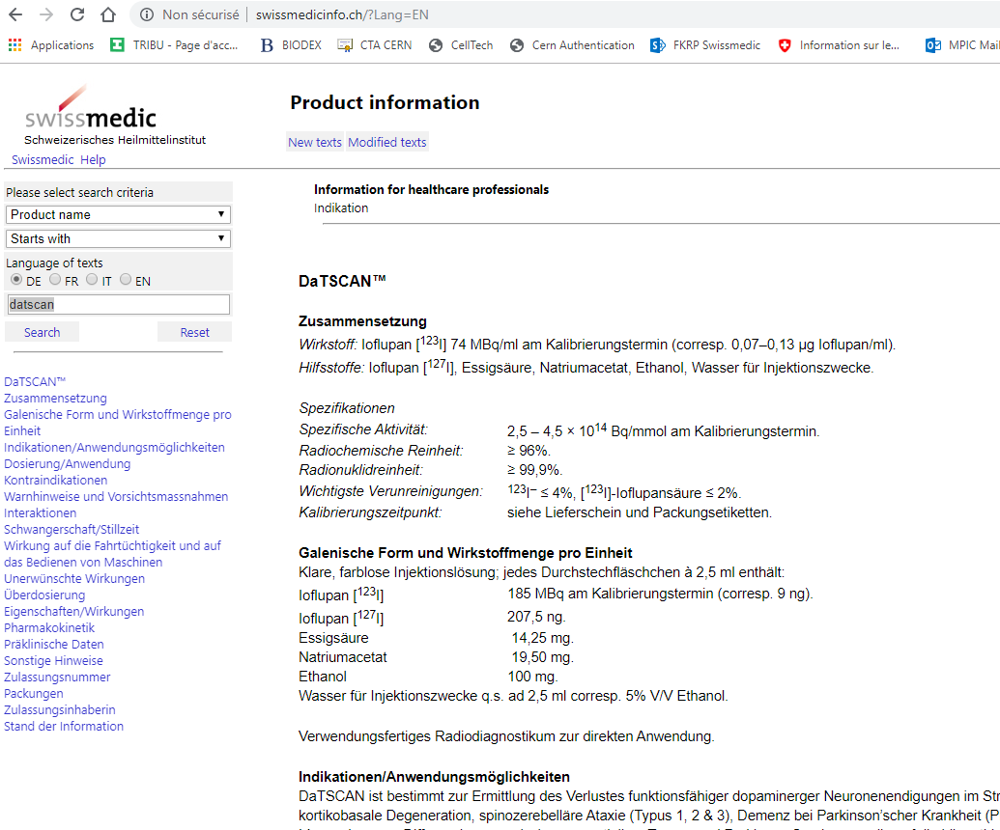 Non sécurisé | swissmedicinfo.ch/?Lang=EN
Applications TRIBU - Page d'acc... BIODEX CTA CERN CellTech Cern Authentication FKRP Swissmedic Information sur le... MPIC Mai
swissmedic
Schweizerisches Heilmittelinstitut
Swissmedic Help
Product information
New texts Modified texts
Please select search criteria
Product name
Starts with
Language of texts
DE FR IT EN
datscan
Search Reset
DaTSCAN™
Zusammensetzung
Galenische Form und Wirkstoffmenge pro
Einheit
Indikationen/Anwendungsmöglichkeiten
Dosierung/Anwendung
Kontraindikationen
Warnhinweise und Vorsichtsmassnahmen
Interaktionen
Schwangerschaft/Stillzeit
Wirkung auf die Fahrtüchtigkeit und auf
das Bedienen von Maschinen
Unerwünschte Wirkungen
Überdosierung
Eigenschaften/Wirkungen
Pharmakokinetik
Präklinische Daten
Sonstige Hinweise
Zulassungsnummer
Packungen
Zulassungsinhaberin
Stand der Information
Information for healthcare professionals
Indikation
DaTSCAN™
Zusammensetzung
Wirkstoff: Ioflupan [¹²³I] 74 MBq/ml am Kalibrierungstermin (corresp. 0,07–0,13 µg Ioflupan/ml).
Hilfsstoffe: Ioflupan [¹²⁷I], Essigsäure, Natriumacetat, Ethanol, Wasser für Injektionszwecke.
Spezifikationen
Spezifische Aktivität: 2,5 – 4,5 × 10¹⁴ Bq/mmol am Kalibrierungstermin.
Radiochemische Reinheit: ≥ 96%.
Radionuklidreinheit: ≥ 99,9%.
Wichtigste Verunreinigungen: ¹²³I⁻ ≤ 4%, [¹²³I]-Ioflupansäure ≤ 2%.
Kalibrierungszeitpunkt: siehe Lieferschein und Packungsetiketten.
Galenische Form und Wirkstoffmenge pro Einheit
Klare, farblose Injektionslösung; jedes Durchstechfläschchen à 2,5 ml enthält:
Ioflupan [¹²³I] 185 MBq am Kalibrierungstermin (corresp. 9 ng).
Ioflupan [¹²⁷I] 207,5 ng.
Essigsäure 14,25 mg.
Natriumacetat 19,50 mg.
Ethanol 100 mg.
Wasser für Injektionszwecke q.s. ad 2,5 ml corresp. 5% V/V Ethanol.
Verwendungsfertiges Radiodiagnostikum zur direkten Anwendung.
Indikationen/Anwendungsmöglichkeiten
DaTSCAN ist bestimmt zur Ermittlung des Verlustes funktionsfähiger dopaminerger Neuronenendigungen im Str
kortikobasale Degeneration, spinozerebelläre Ataxie (Typus 1, 2 & 3), Demenz bei Parkinson'scher Krankheit (P